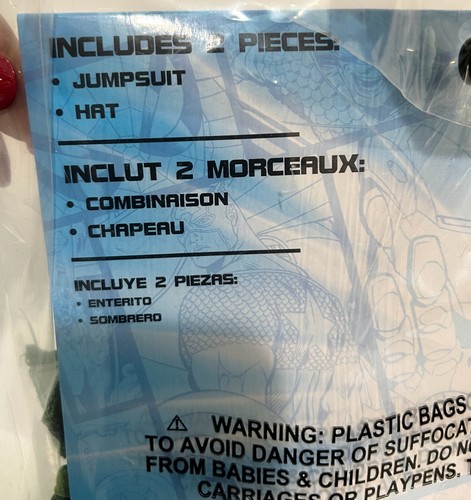 INCLUDES 2 PIECES:
• JUMPSUIT
• HAT
INCLUT 2 MORCEAUX:
• COMBINAISON
• CHAPEAU
INCLUYE 2 PIEZAS:
• ENTERITO
• SOMBRERO
⚠ WARNING: PLASTIC BAGS
TO AVOID DANGER OF SUFFOCAT
FROM BABIES & CHILDREN. DO N
CARRIAGES OR PLAYPENS. T